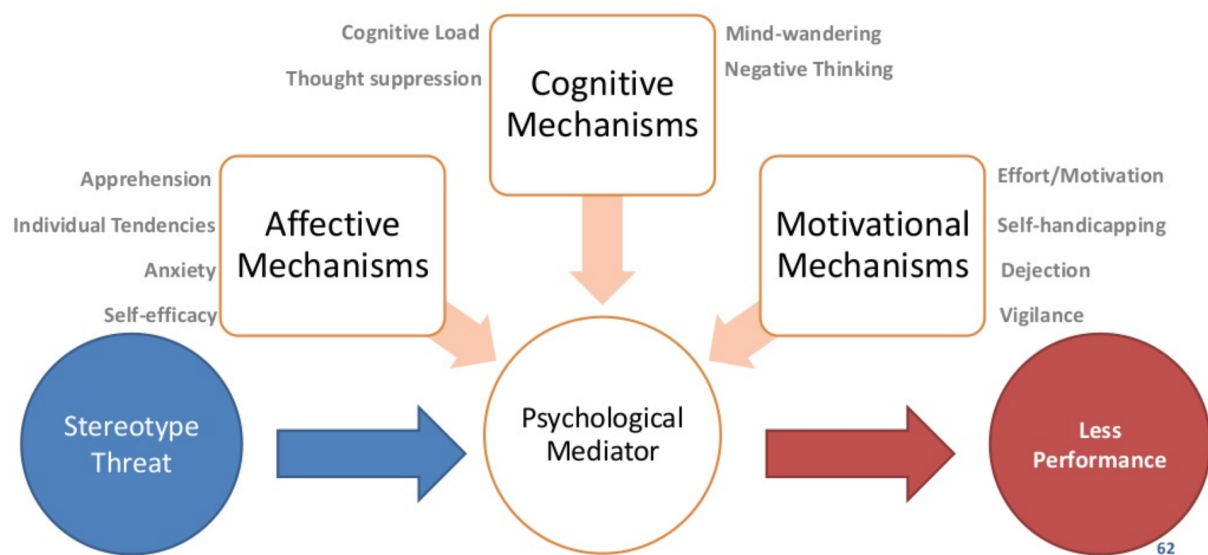 Cognitive Load
Thought suppression
Cognitive
Mechanisms
Mind-wandering
Negative Thinking
Apprehension
Individual Tendencies
Anxiety
Self-efficacy
Affective
Mechanisms
Motivational
Mechanisms
Effort/Motivation
Self-handicapping
Dejection
Vigilance
Stereotype
Threat
Psychological
Mediator
Less
Performance
62